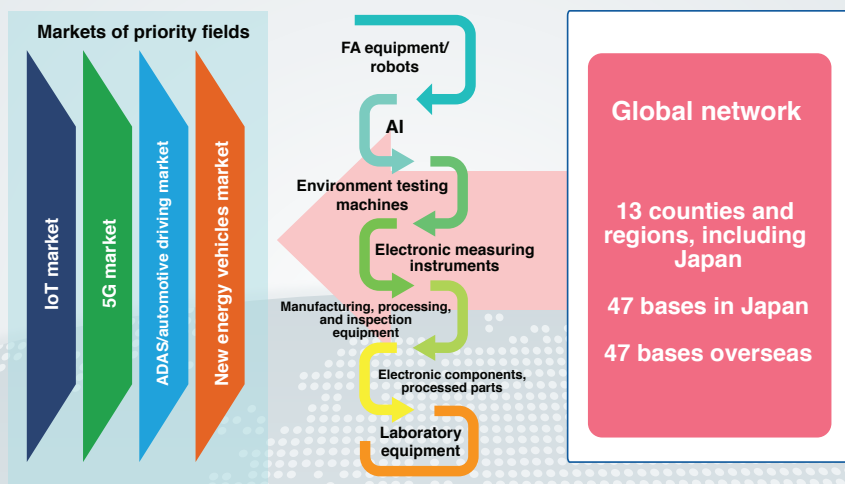 Markets of priority fields
IoT market
5G market
ADAS/automotive driving market
New energy vehicles market
FA equipment/
robots
AI
Environment testing
machines
Electronic measuring
instruments
Manufacturing, processing,
and inspection
equipment
Electronic components,
processed parts
Laboratory
equipment
Global network
13 counties and
regions, including
Japan
47 bases in Japan
47 bases overseas